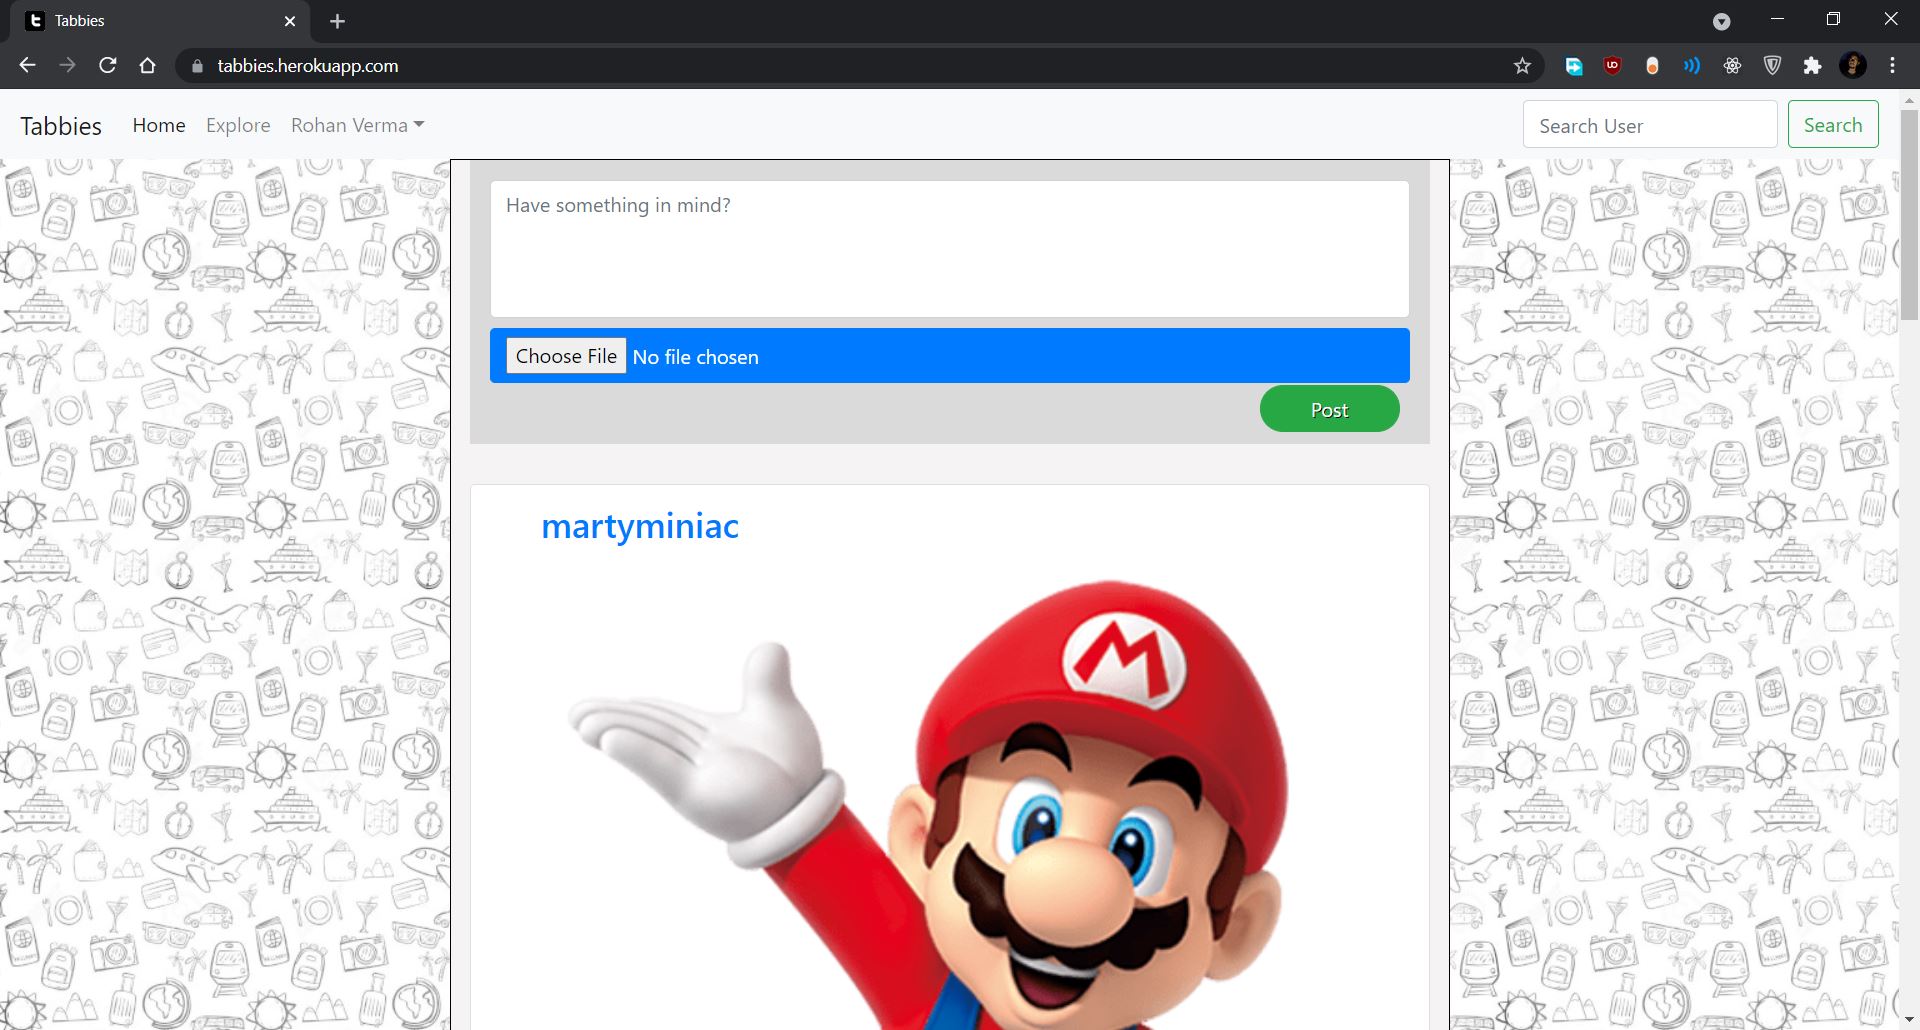 Tabbies
tabbies.herokuapp.com
Tabbies Home Explore Rohan Verma Search User Search
Have something in mind?
Choose File No file chosen
Post
martyminiac
M